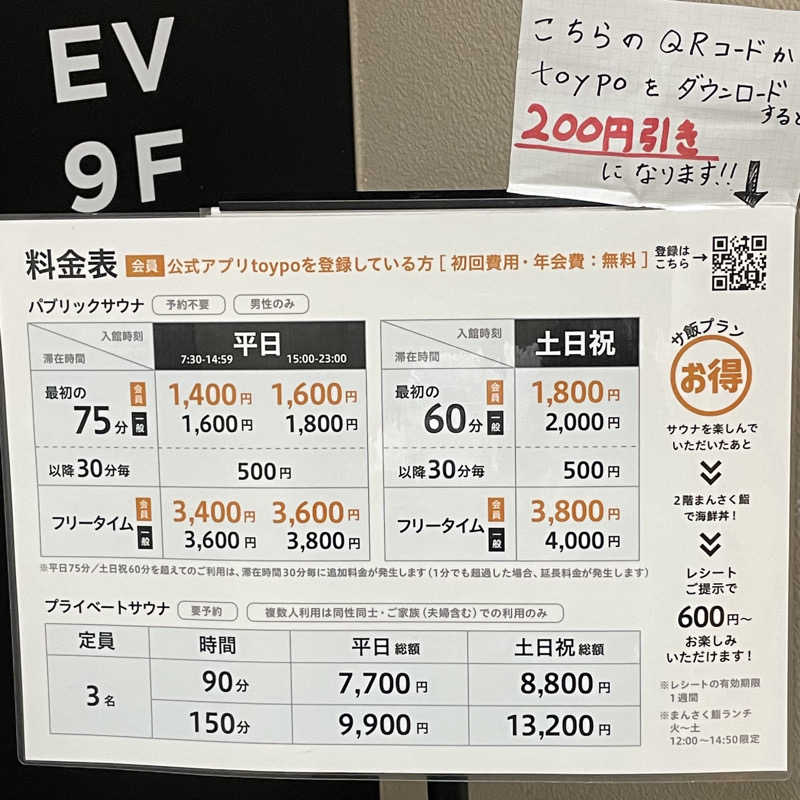 EV
9F
こちらのQRコードか
toypoをダウンロード
すると
200円引き
になります!!
料金表 会員 公式アプリtoypoを登録している方 [ 初回費用・年会費：無料 ]
登録は
こちら→
パブリックサウナ 予約不要 男性のみ
入館時刻
滞在時間
平日
7:30-14:59 15:00-23:00
最初の
75分
会員 1,400円 1,600円
一般 1,600円 1,800円
以降30分毎 500円
フリータイム
会員 3,400円 3,600円
一般 3,600円 3,800円
入館時刻
滞在時間
土日祝
最初の
60分
会員 1,800円
一般 2,000円
以降30分毎 500円
フリータイム
会員 3,800円
一般 4,000円
※平日75分/土日祝60分を超えてのご利用は、滞在時間30分毎に追加料金が発生します(1分でも超過した場合、延長料金が発生します)
プライベートサウナ 要予約 複数人利用は同性同士・ご家族(夫婦含む)での利用のみ
定員 時間 平日 総額 土日祝 総額
3名
90分 7,700円 8,800円
150分 9,900円 13,200円
サ飯プラン
お得
サウナを楽しんで
いただいたあと
2階まんさく鮨
で海鮮丼！
レシート
ご提示で
600円~
お楽しみ
いただけます！
※レシートの有効期限
1週間
※まんさく鮨ランチ
火~土
12:00~14:50限定